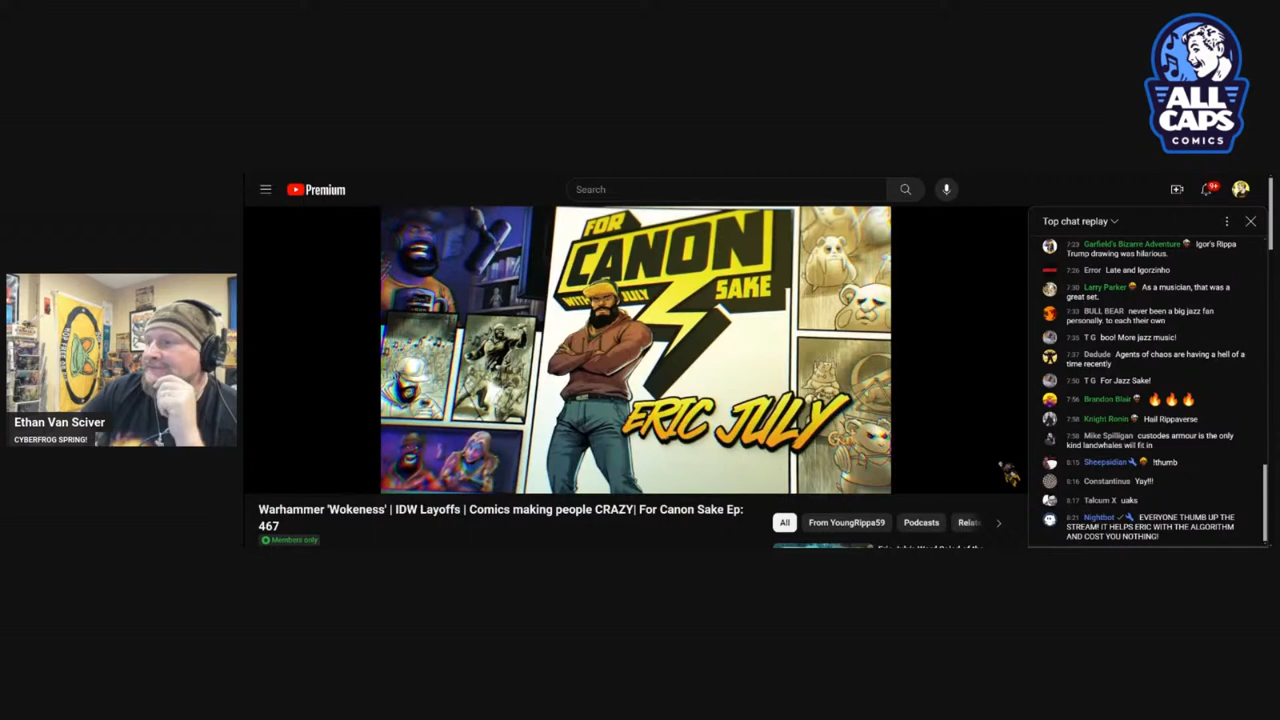 ALL
CAPS
COMICS
Premium
Search
9+
Top chat replay
7:23 Garfield's Bizarre Adventure Igor's Rippa
Trump drawing was hilarious.
7:26 Error Late and Igorzinho
7:30 Larry Parker As a musician, that was a
great set.
7:33 BULL BEAR never been a big jazz fan
personally. to each their own
7:35 T G boo! More jazz music!
7:37 Dadude Agents of chaos are having a hell of a
time recently
7:50 T G For Jazz Sake!
7:56 Brandon Blair
7:58 Knight Ronin Hail Rippaverse
7:58 Mike Spilligan custodes armour is the only
kind landwhales will fit in
8:15 Sheepsidian !thumb
8:16 Constantinus Yay!!!
8:17 Talcum X uaks
8:21 Nightbot EVERYONE THUMB UP THE
STREAM! IT HELPS ERIC WITH THE ALGORITHM
AND COST YOU NOTHING!
FOR
CANON
WITH JULY
SAKE
ERIC JULY
Ethan Van Sciver
CYBERFROG SPRING!
Warhammer 'Wokeness' | IDW Layoffs | Comics making people CRAZY| For Canon Sake Ep:
467
Members only
All
From YoungRippa59
Podcasts
Relat